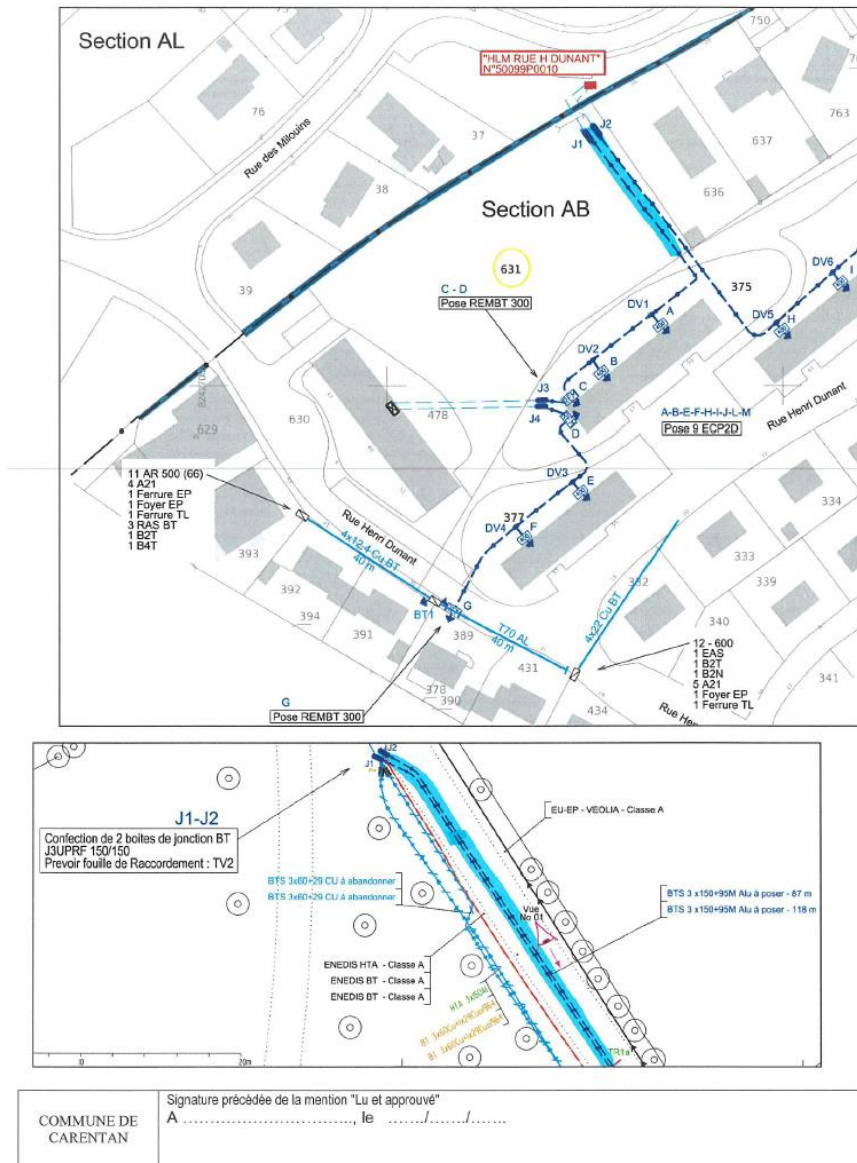 Section AL
750
"HLM RUE H DUNANT"
N°50099P0010
76
Rue des Milouins
37
J1
J2
763
637
38
636
Section AB
39
631
C - D
Pose REMBT 300
375
DV6
I
DV1
A
DV5
H
DV2
B
J3
C
J4
D
478
630
629
A-B-E-F-H-I-J-L-M
Pose 9 ECP2D
Rue Henri Dunant
11 AR 500 (66)
4 A21
1 Ferrure EP
1 Foyer EP
1 Ferrure TL
3 RAS BT
1 B2T
1 B4T
DV3
E
377
DV4
F
Rue Henri Dunant
4x12,4 Cu BT
40 m
334
333
339
332
393
392
394
391
BT1
G
389
T70 AL
40 m
431
4x22 Cu BT
340
341
12 - 600
1 EAS
1 B2T
1 B2N
5 A21
1 Foyer EP
1 Ferrure TL
378
390
434
G
Pose REMBT 300
J1
J2
J1-J2
Confection de 2 boites de jonction BT
J3UPRF 150/150
Prevoir fouille de Raccordement : TV2
EU-EP - VEOLIA - Classe A
BTS 3x60+29 CU à abandonner
BTS 3x60+29 CU à abandonner
Vue
No 01
BTS 3 x150+95M Alu à poser - 87 m
BTS 3 x150+95M Alu à poser - 118 m
ENEDIS HTA - Classe A
ENEDIS BT - Classe A
ENEDIS BT - Classe A
TR1a
0
20m
COMMUNE DE
CARENTAN
Signature précédée de la mention "Lu et approuvé"
A ................................, le ......./......./.......